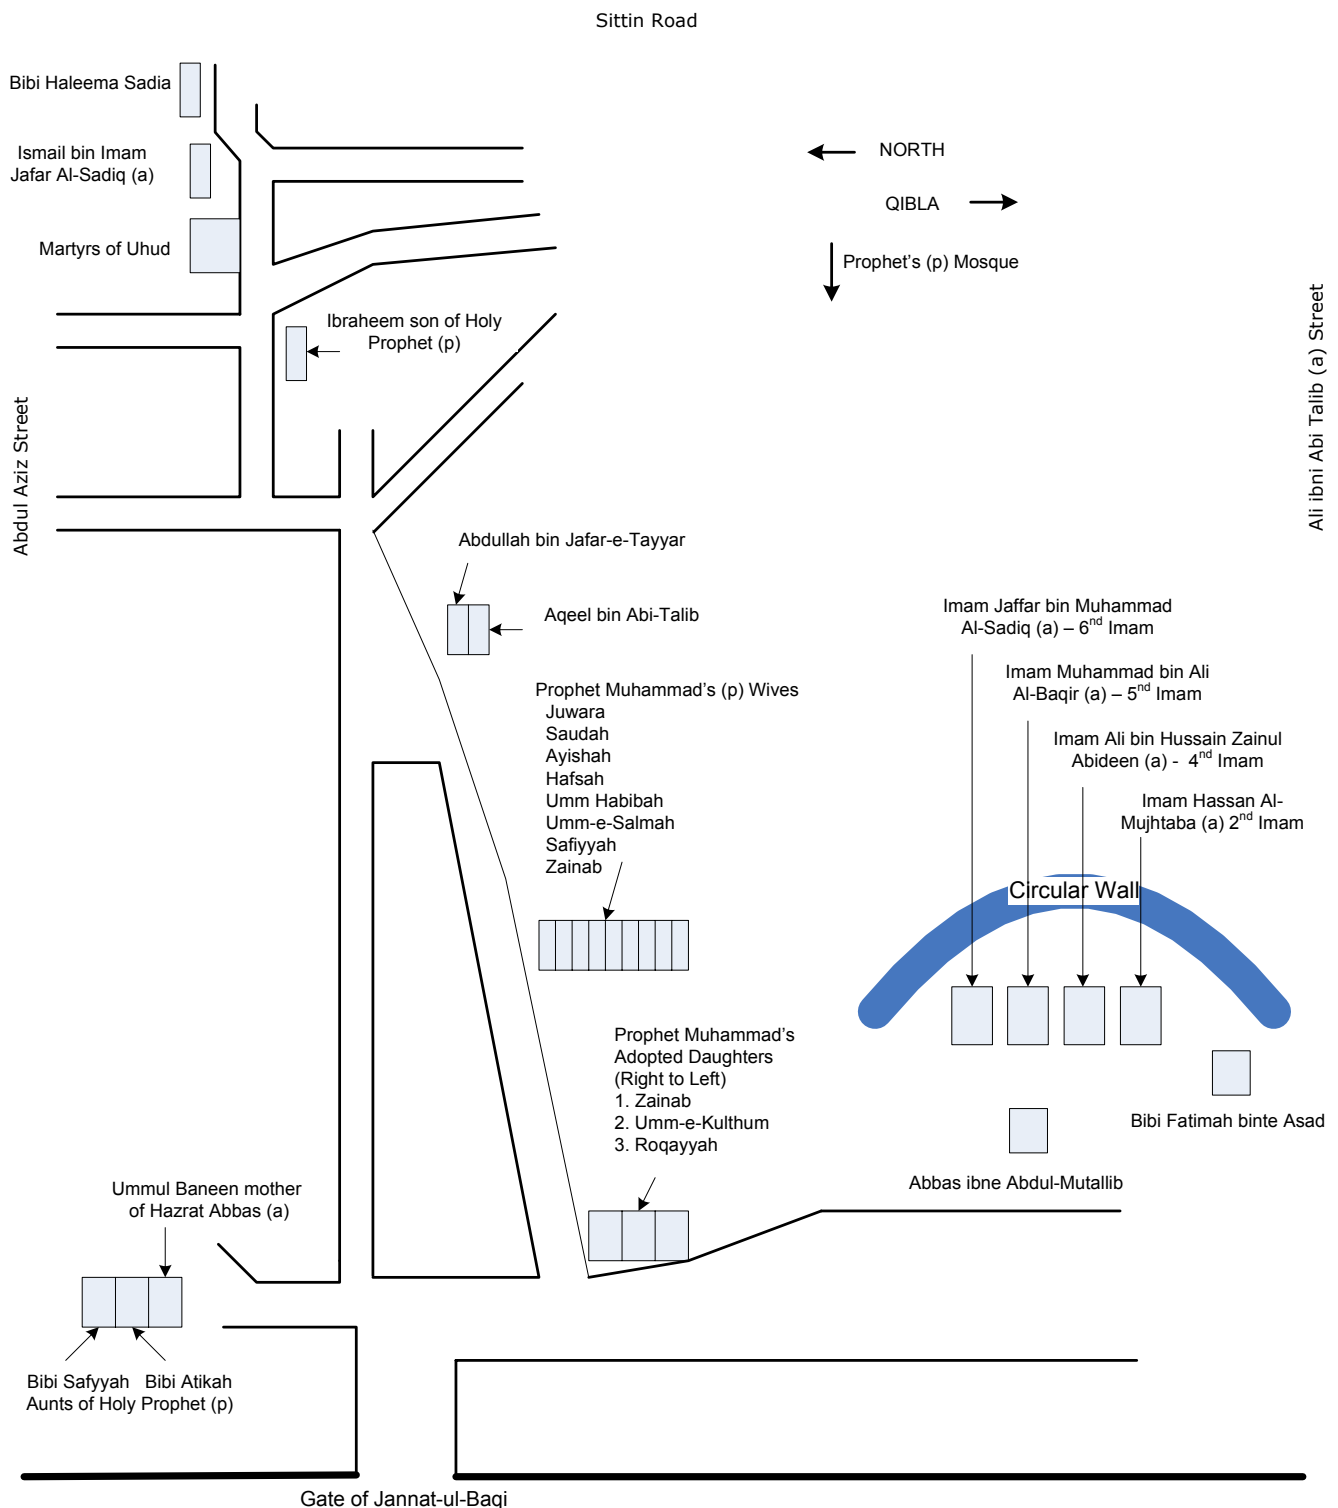 Sittin Road
Bibi Haleema Sadia
Ismail bin Imam
Jafar Al-Sadiq (a)
Martyrs of Uhud
NORTH
QIBLA
Prophet's (p) Mosque
Ibraheem son of Holy
Prophet (p)
Abdul Aziz Street
Ali ibni Abi Talib (a) Street
Abdullah bin Jafar-e-Tayyar
Aqeel bin Abi-Talib
Imam Jaffar bin Muhammad
Al-Sadiq (a) – 6nd Imam
Imam Muhammad bin Ali
Al-Baqir (a) – 5nd Imam
Imam Ali bin Hussain Zainul
Abideen (a) - 4nd Imam
Imam Hassan Al-
Mujhtaba (a) 2nd Imam
Prophet Muhammad's (p) Wives
Juwara
Saudah
Ayishah
Hafsah
Umm Habibah
Umm-e-Salmah
Safiyyah
Zainab
Circular Wall
Prophet Muhammad's
Adopted Daughters
(Right to Left)
1. Zainab
2. Umm-e-Kulthum
3. Roqayyah
Bibi Fatimah binte Asad
Abbas ibne Abdul-Mutallib
Ummul Baneen mother
of Hazrat Abbas (a)
Bibi Safyyah Bibi Atikah
Aunts of Holy Prophet (p)
Gate of Jannat-ul-Baqi